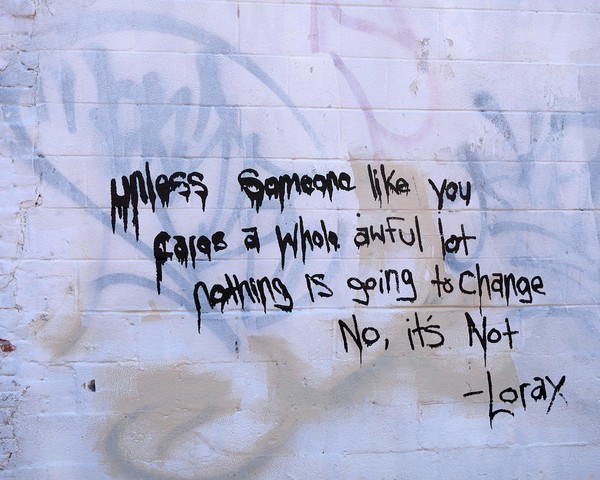 unless Someone like you
cares a whole awful lot
nothing is going to change
No, it's Not
-Loray